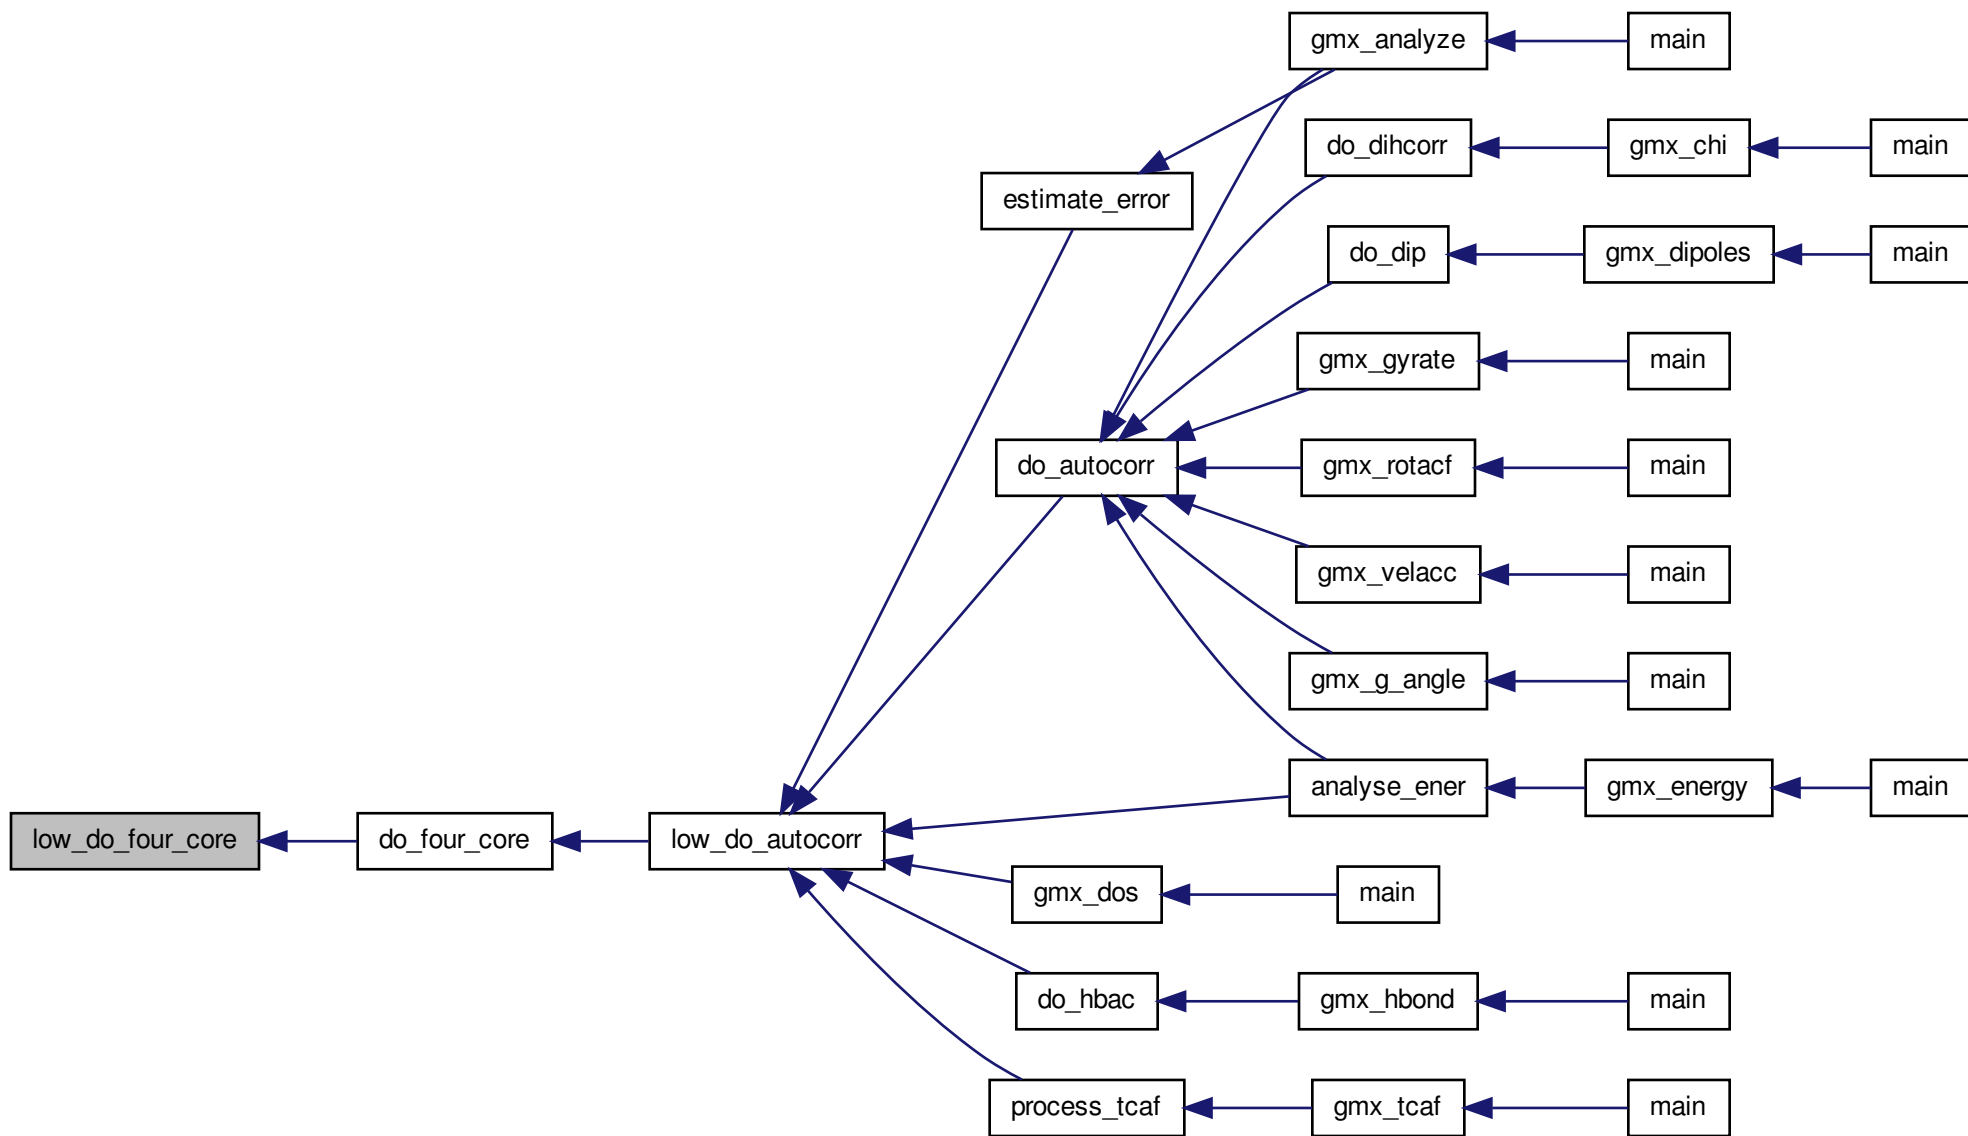 gmx_analyze
main
do_dihcorr
gmx_chi
main
estimate_error
do_dip
gmx_dipoles
main
gmx_gyrate
main
do_autocorr
gmx_rotacf
main
gmx_velacc
main
gmx_g_angle
main
analyse_ener
gmx_energy
main
low_do_four_core
do_four_core
low_do_autocorr
gmx_dos
main
do_hbac
gmx_hbond
main
process_tcaf
gmx_tcaf
main